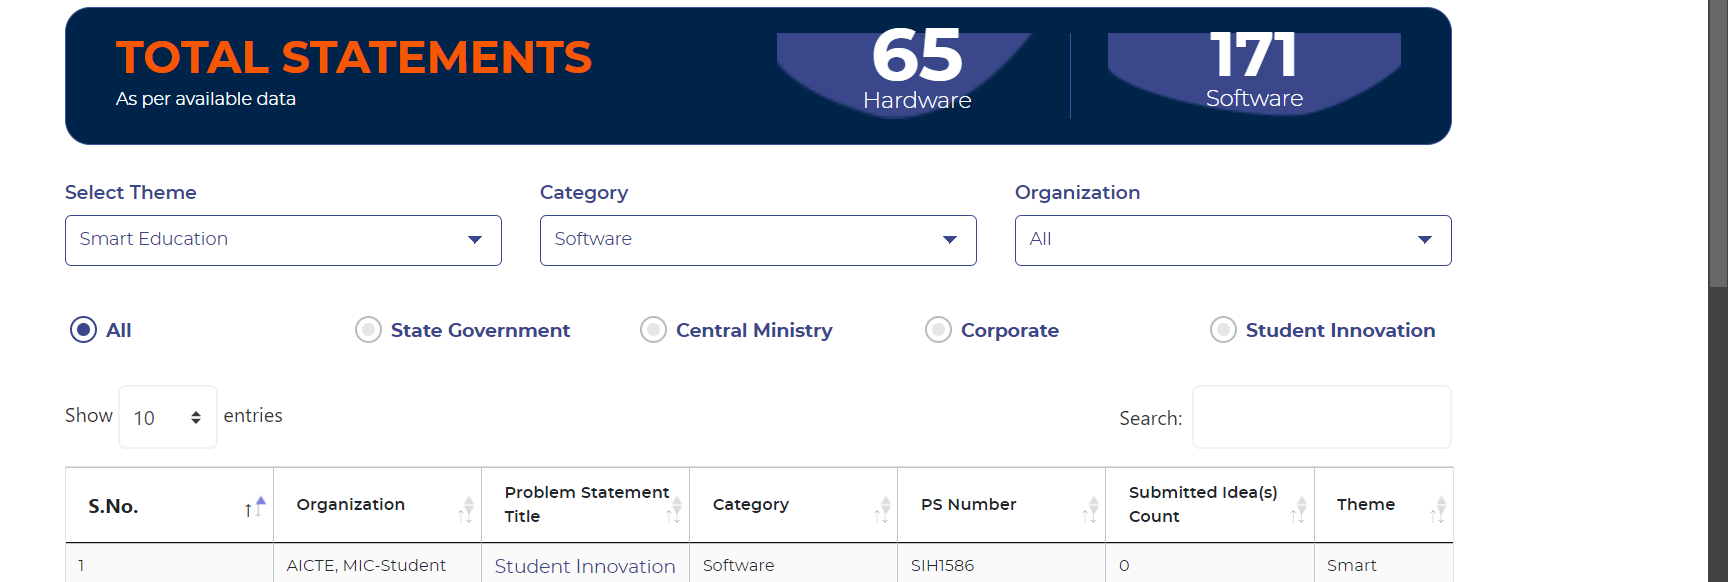 TOTAL STATEMENTS
As per available data
65
Hardware
171
Software
Select Theme
Category
Organization
Smart Education
Software
All
All
State Government
Central Ministry
Corporate
Student Innovation
Show 10 entries
Search:
S.No.
Organization
Problem Statement
Title
Category
PS Number
Submitted Idea(s)
Count
Theme
1
AICTE, MIC-Student
Student Innovation
Software
SIH1586
0
Smart